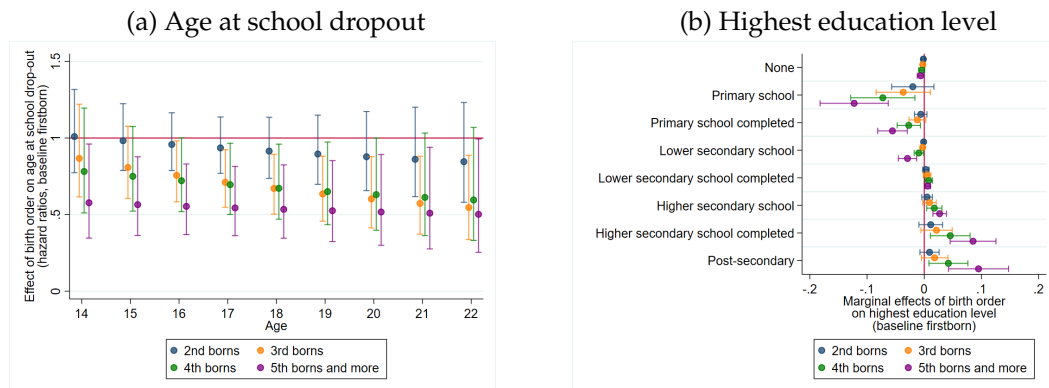 (a) Age at school dropout
Effect of birth order on age at school drop-out
(hazard ratios, baseline firstborn)
1.5
1
.5
0
14 15 16 17 18 19 20 21 22
Age
2nd borns 3rd borns
4th borns 5th borns and more
(b) Highest education level
None
Primary school
Primary school completed
Lower secondary school
Lower secondary school completed
Higher secondary school
Higher secondary school completed
Post-secondary
-.2 -.1 0 .1 .2
Marginal effects of birth order
on highest education level
(baseline firstborn)
2nd borns 3rd borns
4th borns 5th borns and more